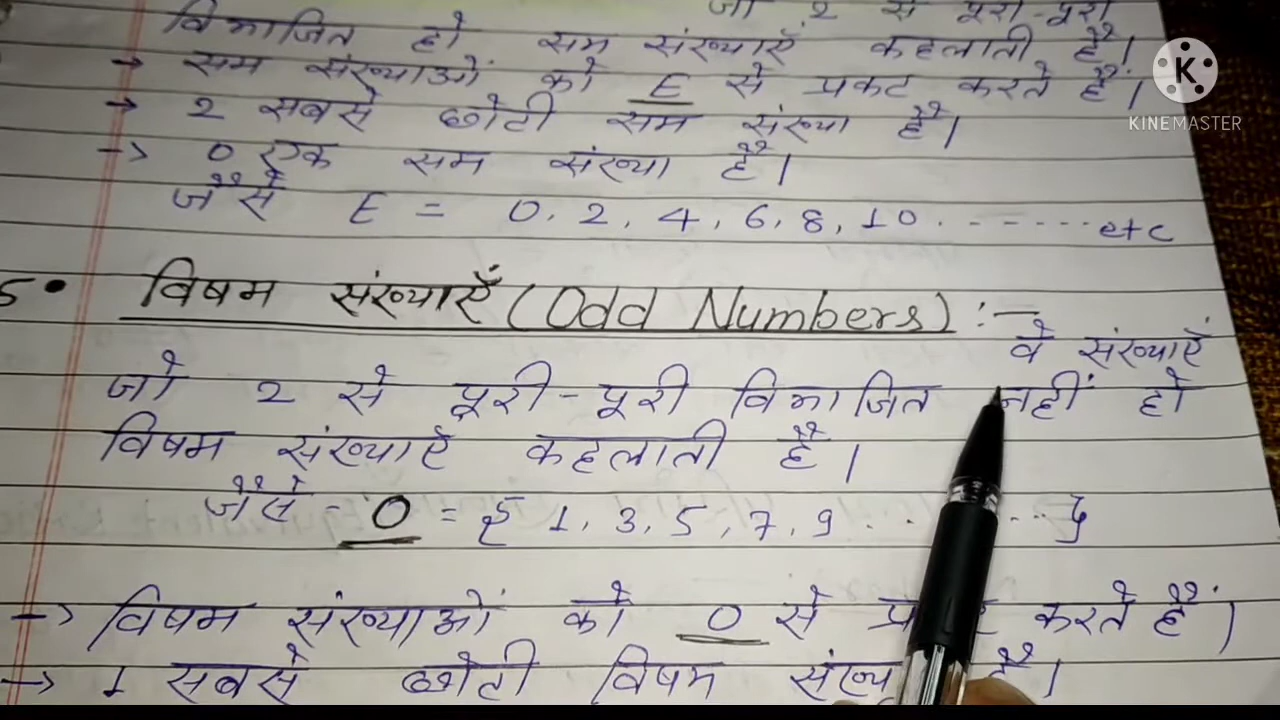 जो 2 से पूरी-पूरी
विभाजित हो सम संख्याएँ कहलाती हैं।
→ सम संख्याओं को E से प्रकट करते हैं।
→ 2 सबसे छोटी सम संख्या है।
→ 0 एक सम संख्या है।
जैसे E = 0, 2, 4, 6, 8, 10 ------- etc
5• विषम संख्याएँ (Odd Numbers) :-
वे संख्याएँ
जो 2 से पूरी-पूरी विभाजित नहीं हो
विषम संख्याएँ कहलाती हैं।
जैसे - O = { 1, 3, 5, 7, 9 . . . . . }
→ विषम संख्याओं को O से करते हैं।
→ 1 सबसे छोटी विषम है।
KINEMASTER